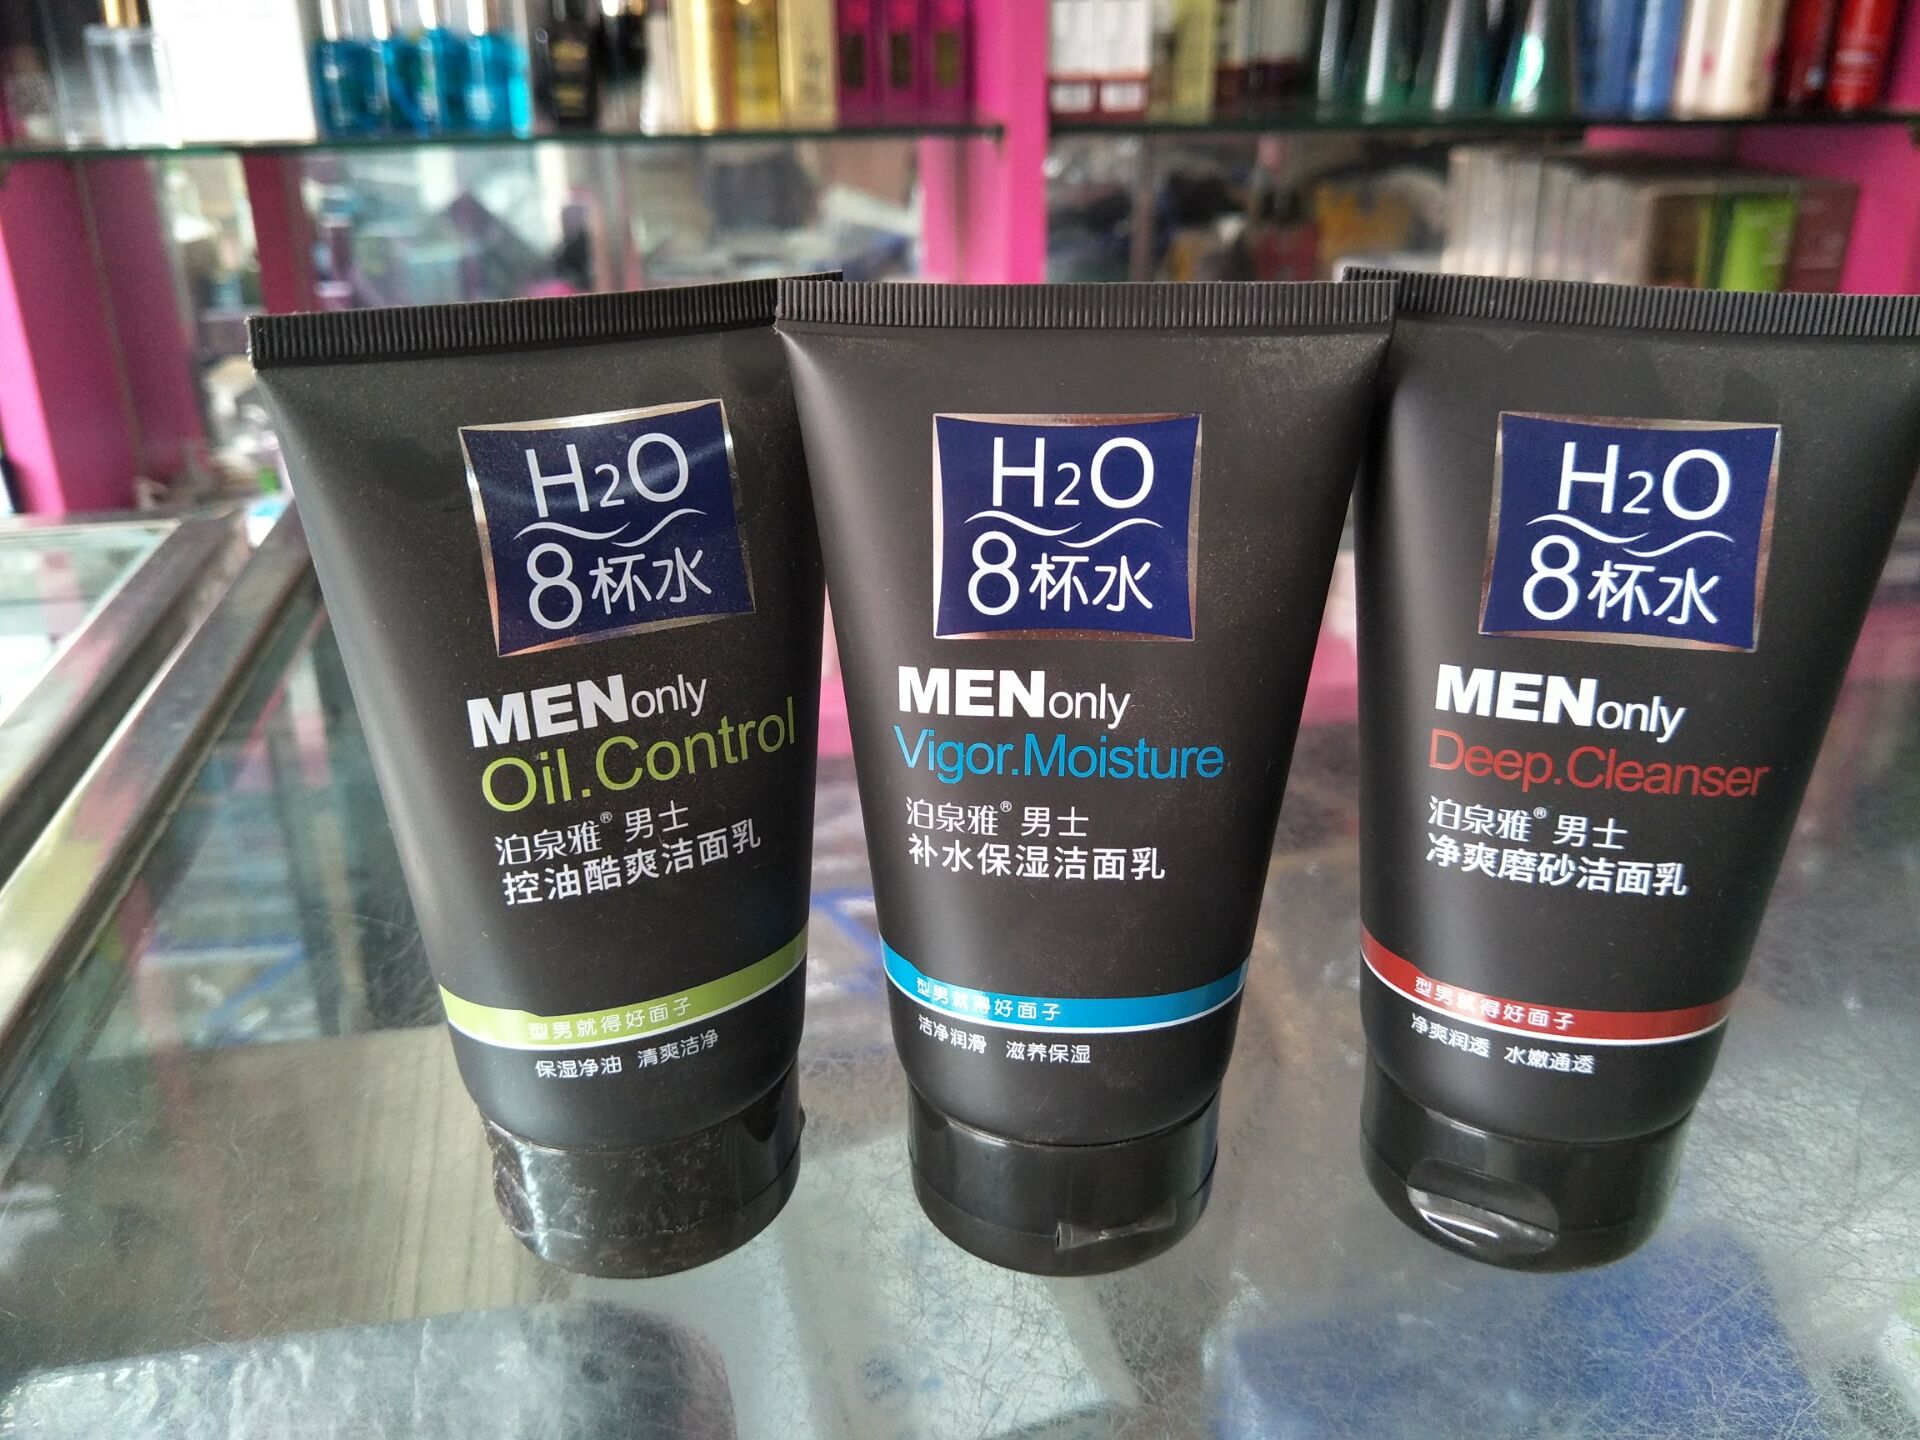 H2O
8杯水
MENonly
Oil.Control
泊泉雅® 男士
控油酷爽洁面乳
型男就得好面子
保湿净油 清爽洁净
H2O
8杯水
MENonly
Vigor.Moisture
泊泉雅® 男士
补水保湿洁面乳
型男就得好面子
洁净润滑 滋养保湿
H2O
8杯水
MENonly
Deep.Cleanser
泊泉雅® 男士
净爽磨砂洁面乳
型男就得好面子
净爽润透 水嫩通透